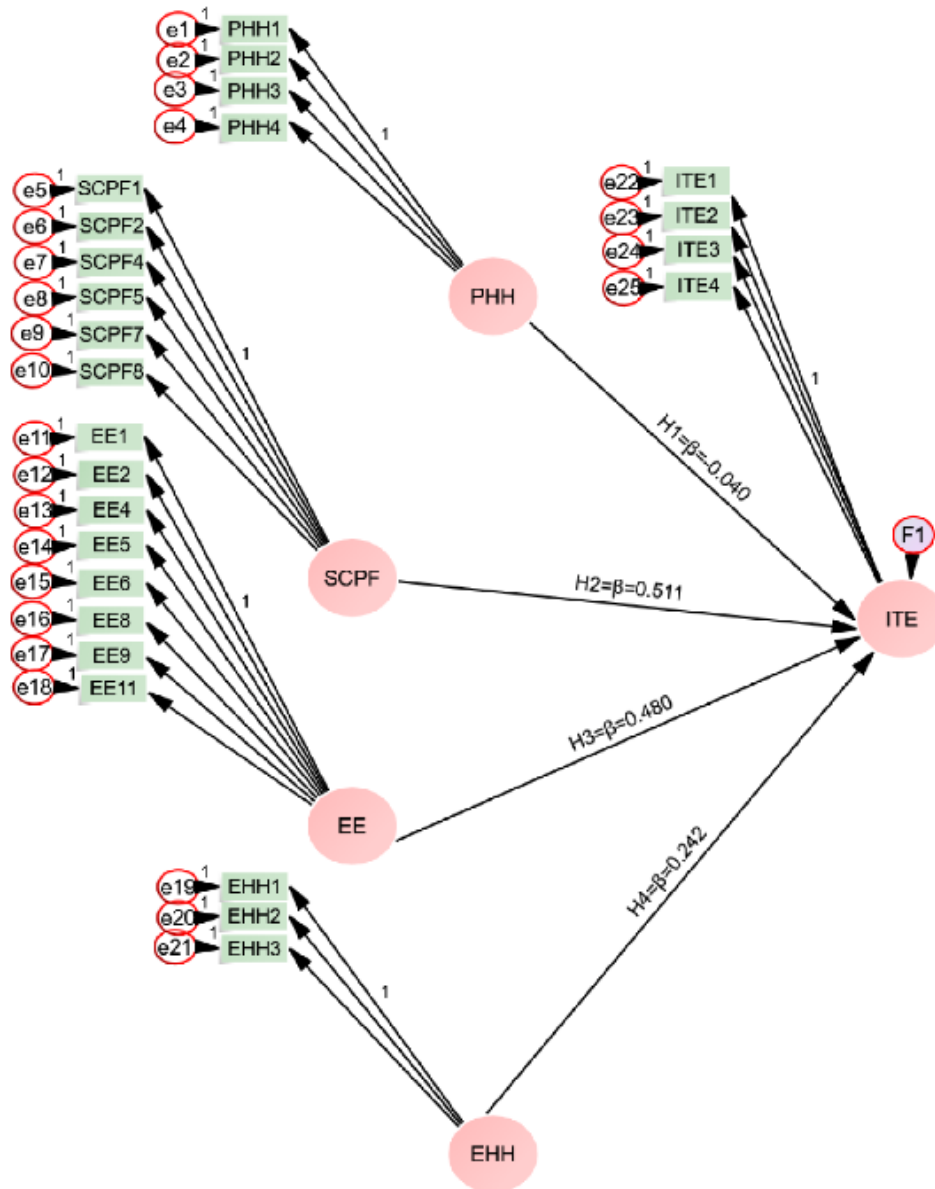 e1 1 PHH1
e2 1 PHH2
e3 1 PHH3
e4 1 PHH4
1
e5 1 SCPF1
e6 1 SCPF2
e7 1 SCPF4
e8 1 SCPF5
e9 1 SCPF7
e10 1 SCPF8
1
e22 1 ITE1
e23 1 ITE2
e24 1 ITE3
e25 1 ITE4
1
PHH
H1=β=-0.040
e11 1 EE1
e12 1 EE2
e13 1 EE4
e14 1 EE5
e15 1 EE6
e16 1 EE8
e17 1 EE9
e18 1 EE11
1
SCPF
H2=β=0.511
F1
ITE
H3=β=0.480
EE
H4=β=0.242
e19 1 EHH1
e20 1 EHH2
e21 1 EHH3
1
EHH